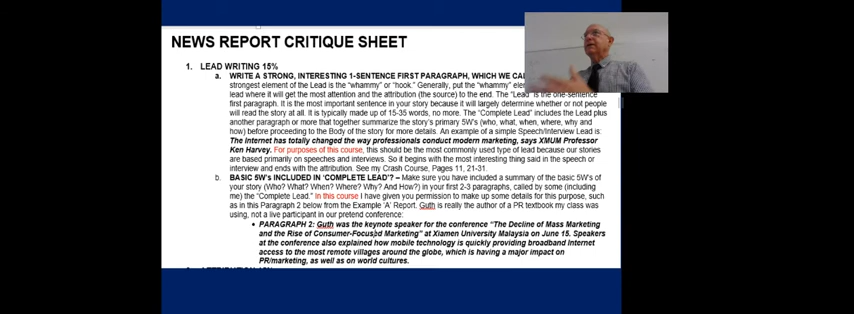 NEWS REPORT CRITIQUE SHEET
1. LEAD WRITING 15%
a. WRITE A STRONG, INTERESTING 1-SENTENCE FIRST PARAGRAPH, WHICH WE CAL
strongest element of the Lead is the "whammy" or "hook." Generally, put the "whammy" ele
lead where it will get the most attention and the attribution (the source) to the end. The "Lead" is the one-sentence
first paragraph. It is the most important sentence in your story because it will largely determine whether or not people
will read the story at all. It is typically made up of 15-35 words, no more. The "Complete Lead" includes the Lead plus
another paragraph or more that together summarize the story's primary 5W's (who, what, when, where, why and
how) before proceeding to the Body of the story for more details. An example of a simple Speech/Interview Lead is:
The Internet has totally changed the way professionals conduct modern marketing, says XMUM Professor
Ken Harvey. For purposes of this course, this should be the most commonly used type of lead because our stories
are based primarily on speeches and interviews. So it begins with the most interesting thing said in the speech or
interview and ends with the attribution. See my Crash Course, Pages 11, 21-31.
b. BASIC 5W's INCLUDED IN 'COMPLETE LEAD'? – Make sure you have included a summary of the basic 5W's of
your story (Who? What? When? Where? Why? And How?) in your first 2-3 paragraphs, called by some (including
me) the "Complete Lead." In this course I have given you permission to make up some details for this purpose, such
as in this Paragraph 2 below from the Example 'A' Report. Guth is really the author of a PR textbook my class was
using, not a live participant in our pretend conference:
• PARAGRAPH 2: Guth was the keynote speaker for the conference "The Decline of Mass Marketing
and the Rise of Consumer-Focused Marketing" at Xiamen University Malaysia on June 15. Speakers
at the conference also explained how mobile technology is quickly providing broadband Internet
access to the most remote villages around the globe, which is having a major impact on
PR/marketing, as well as on world cultures.